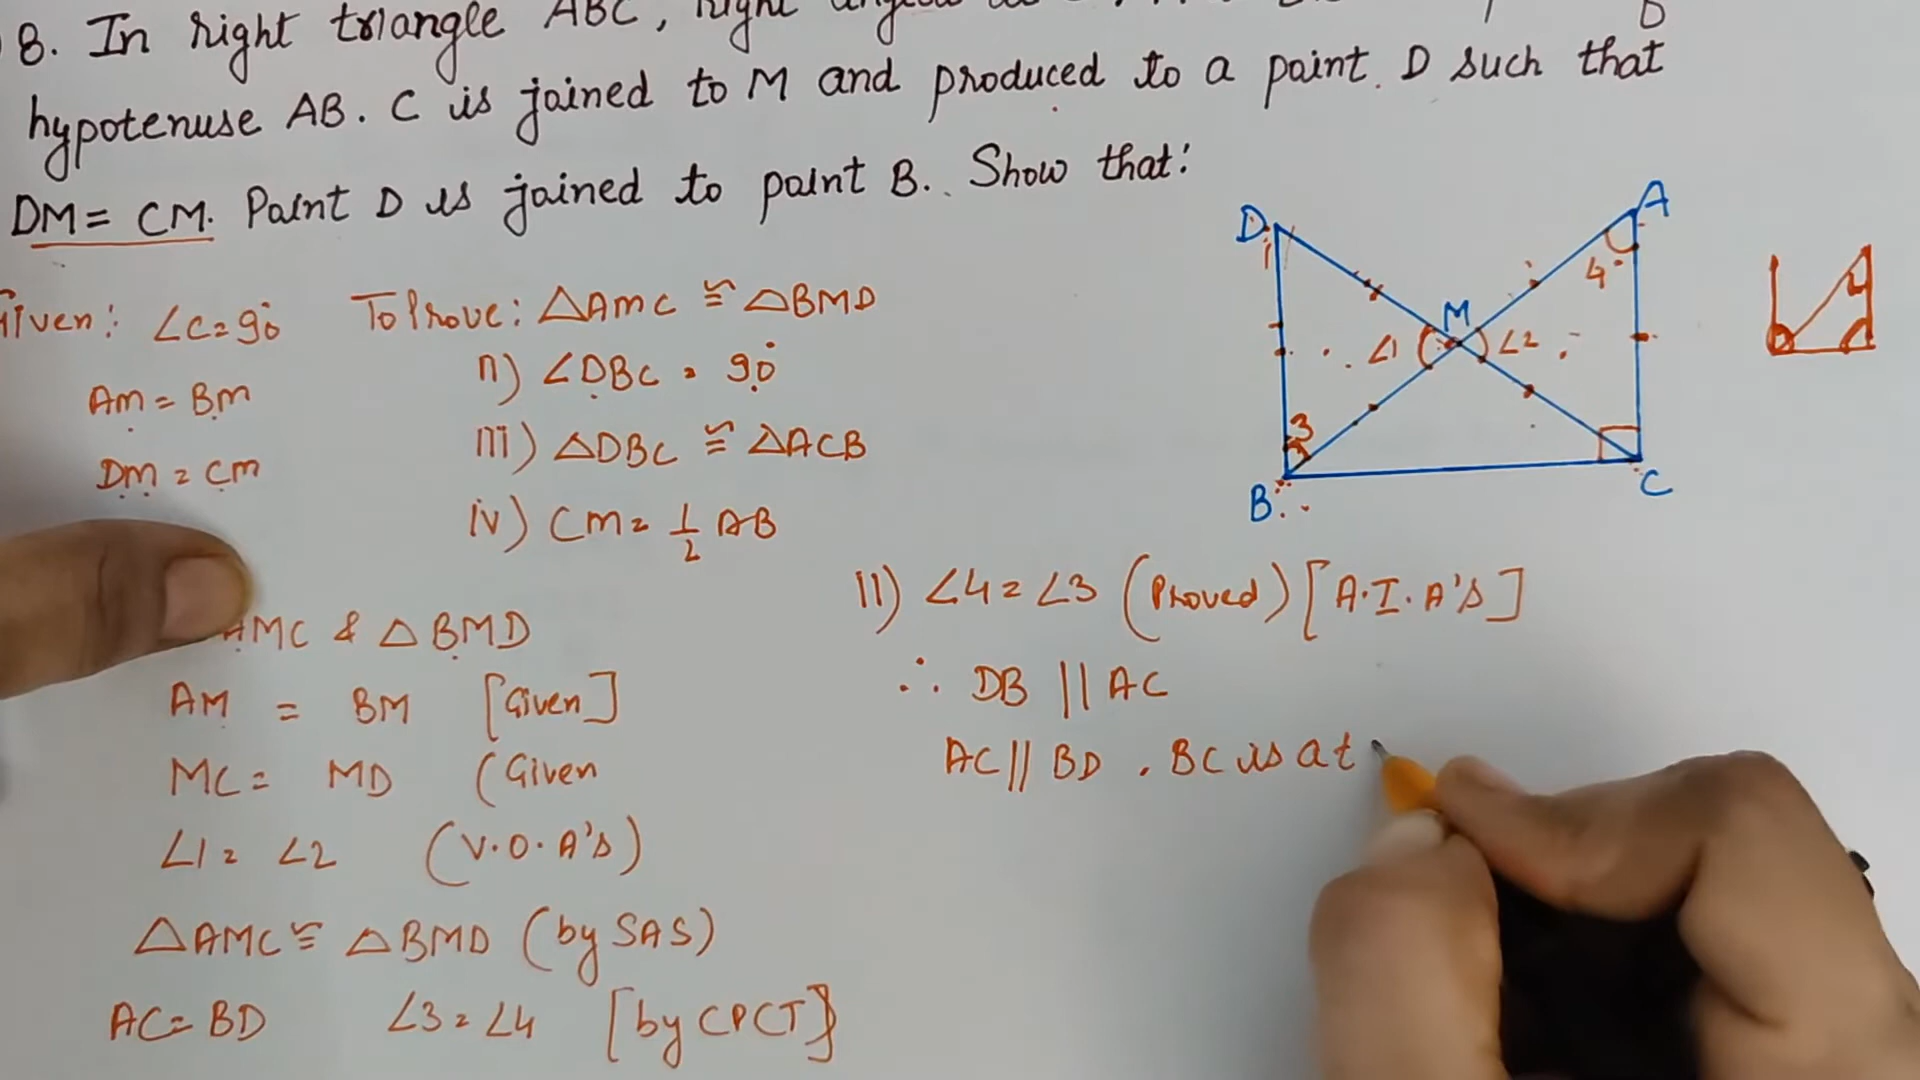 8. In right triangle ABC, right
hypotenuse AB. C is joined to M and produced to a point D such that
DM = CM. Point D is joined to point B. Show that:
Given: ∠C=90° To Prove: △AMC ≅ △BMD
AM = BM
II) ∠DBC = 90°
DM = CM
III) △DBC ≅ △ACB
iv) CM = 1/2 AB
AMC & △BMD
AM = BM [Given]
MC = MD (Given
∠1 = ∠2 (V.O.A's)
△AMC ≅ △BMD (by SAS)
AC = BD ∠3 = ∠4 [by CPCT]
D
A
M
∠1
∠2
4
3
B
C
II) ∠4 = ∠3 (Proved) [A.I.A's]
∴ DB || AC
AC || BD . BC is a t